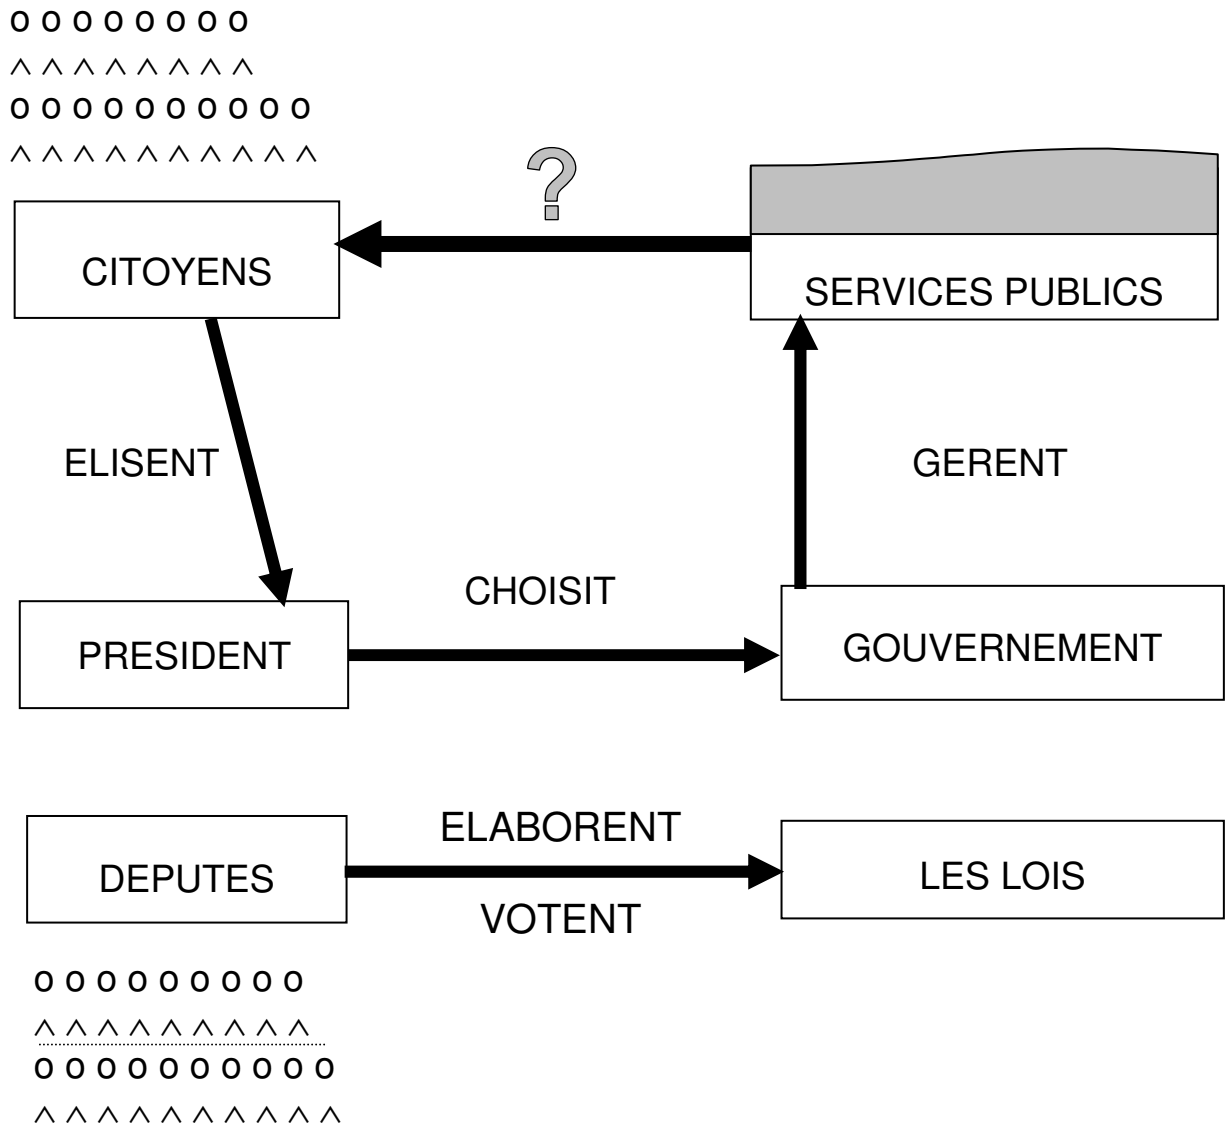 o o o o o o o o
^ ^ ^ ^ ^ ^ ^ ^
o o o o o o o o o o
^ ^ ^ ^ ^ ^ ^ ^ ^ ^
?
CITOYENS
SERVICES PUBLICS
ELISENT
GERENT
CHOISIT
PRESIDENT
GOUVERNEMENT
ELABORENT
DEPUTES
LES LOIS
VOTENT
o o o o o o o o o
^ ^ ^ ^ ^ ^ ^ ^ ^
o o o o o o o o o o
^ ^ ^ ^ ^ ^ ^ ^ ^ ^